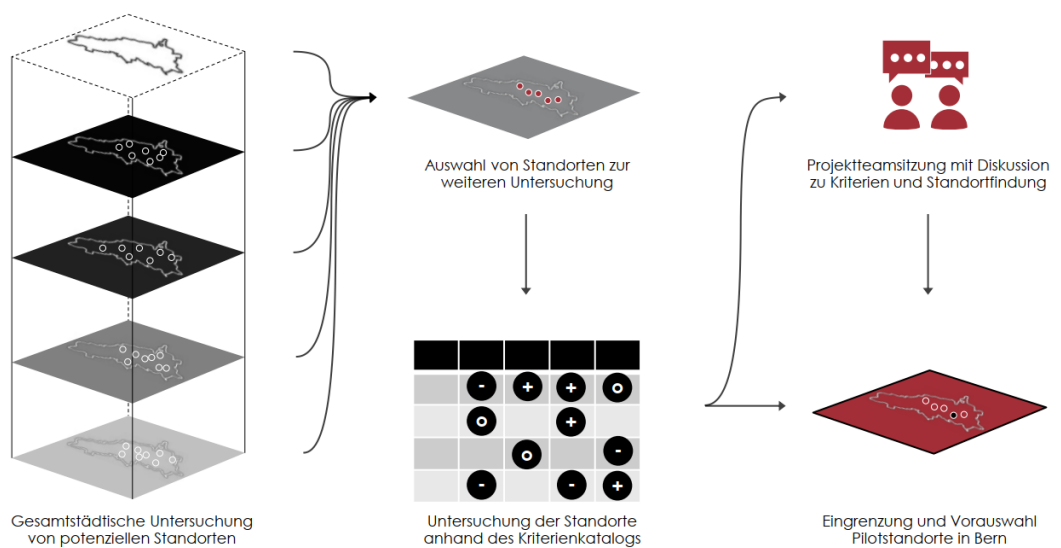 Auswahl von Standorten zur
weiteren Untersuchung
Projektteamsitzung mit Diskussion
zu Kriterien und Standortfindung
- + + o
o +
o -
- - +
Gesamtstädtische Untersuchung
von potenziellen Standorten
Untersuchung der Standorte
anhand des Kriterienkatalogs
Eingrenzung und Vorauswahl
Pilotstandorte in Bern